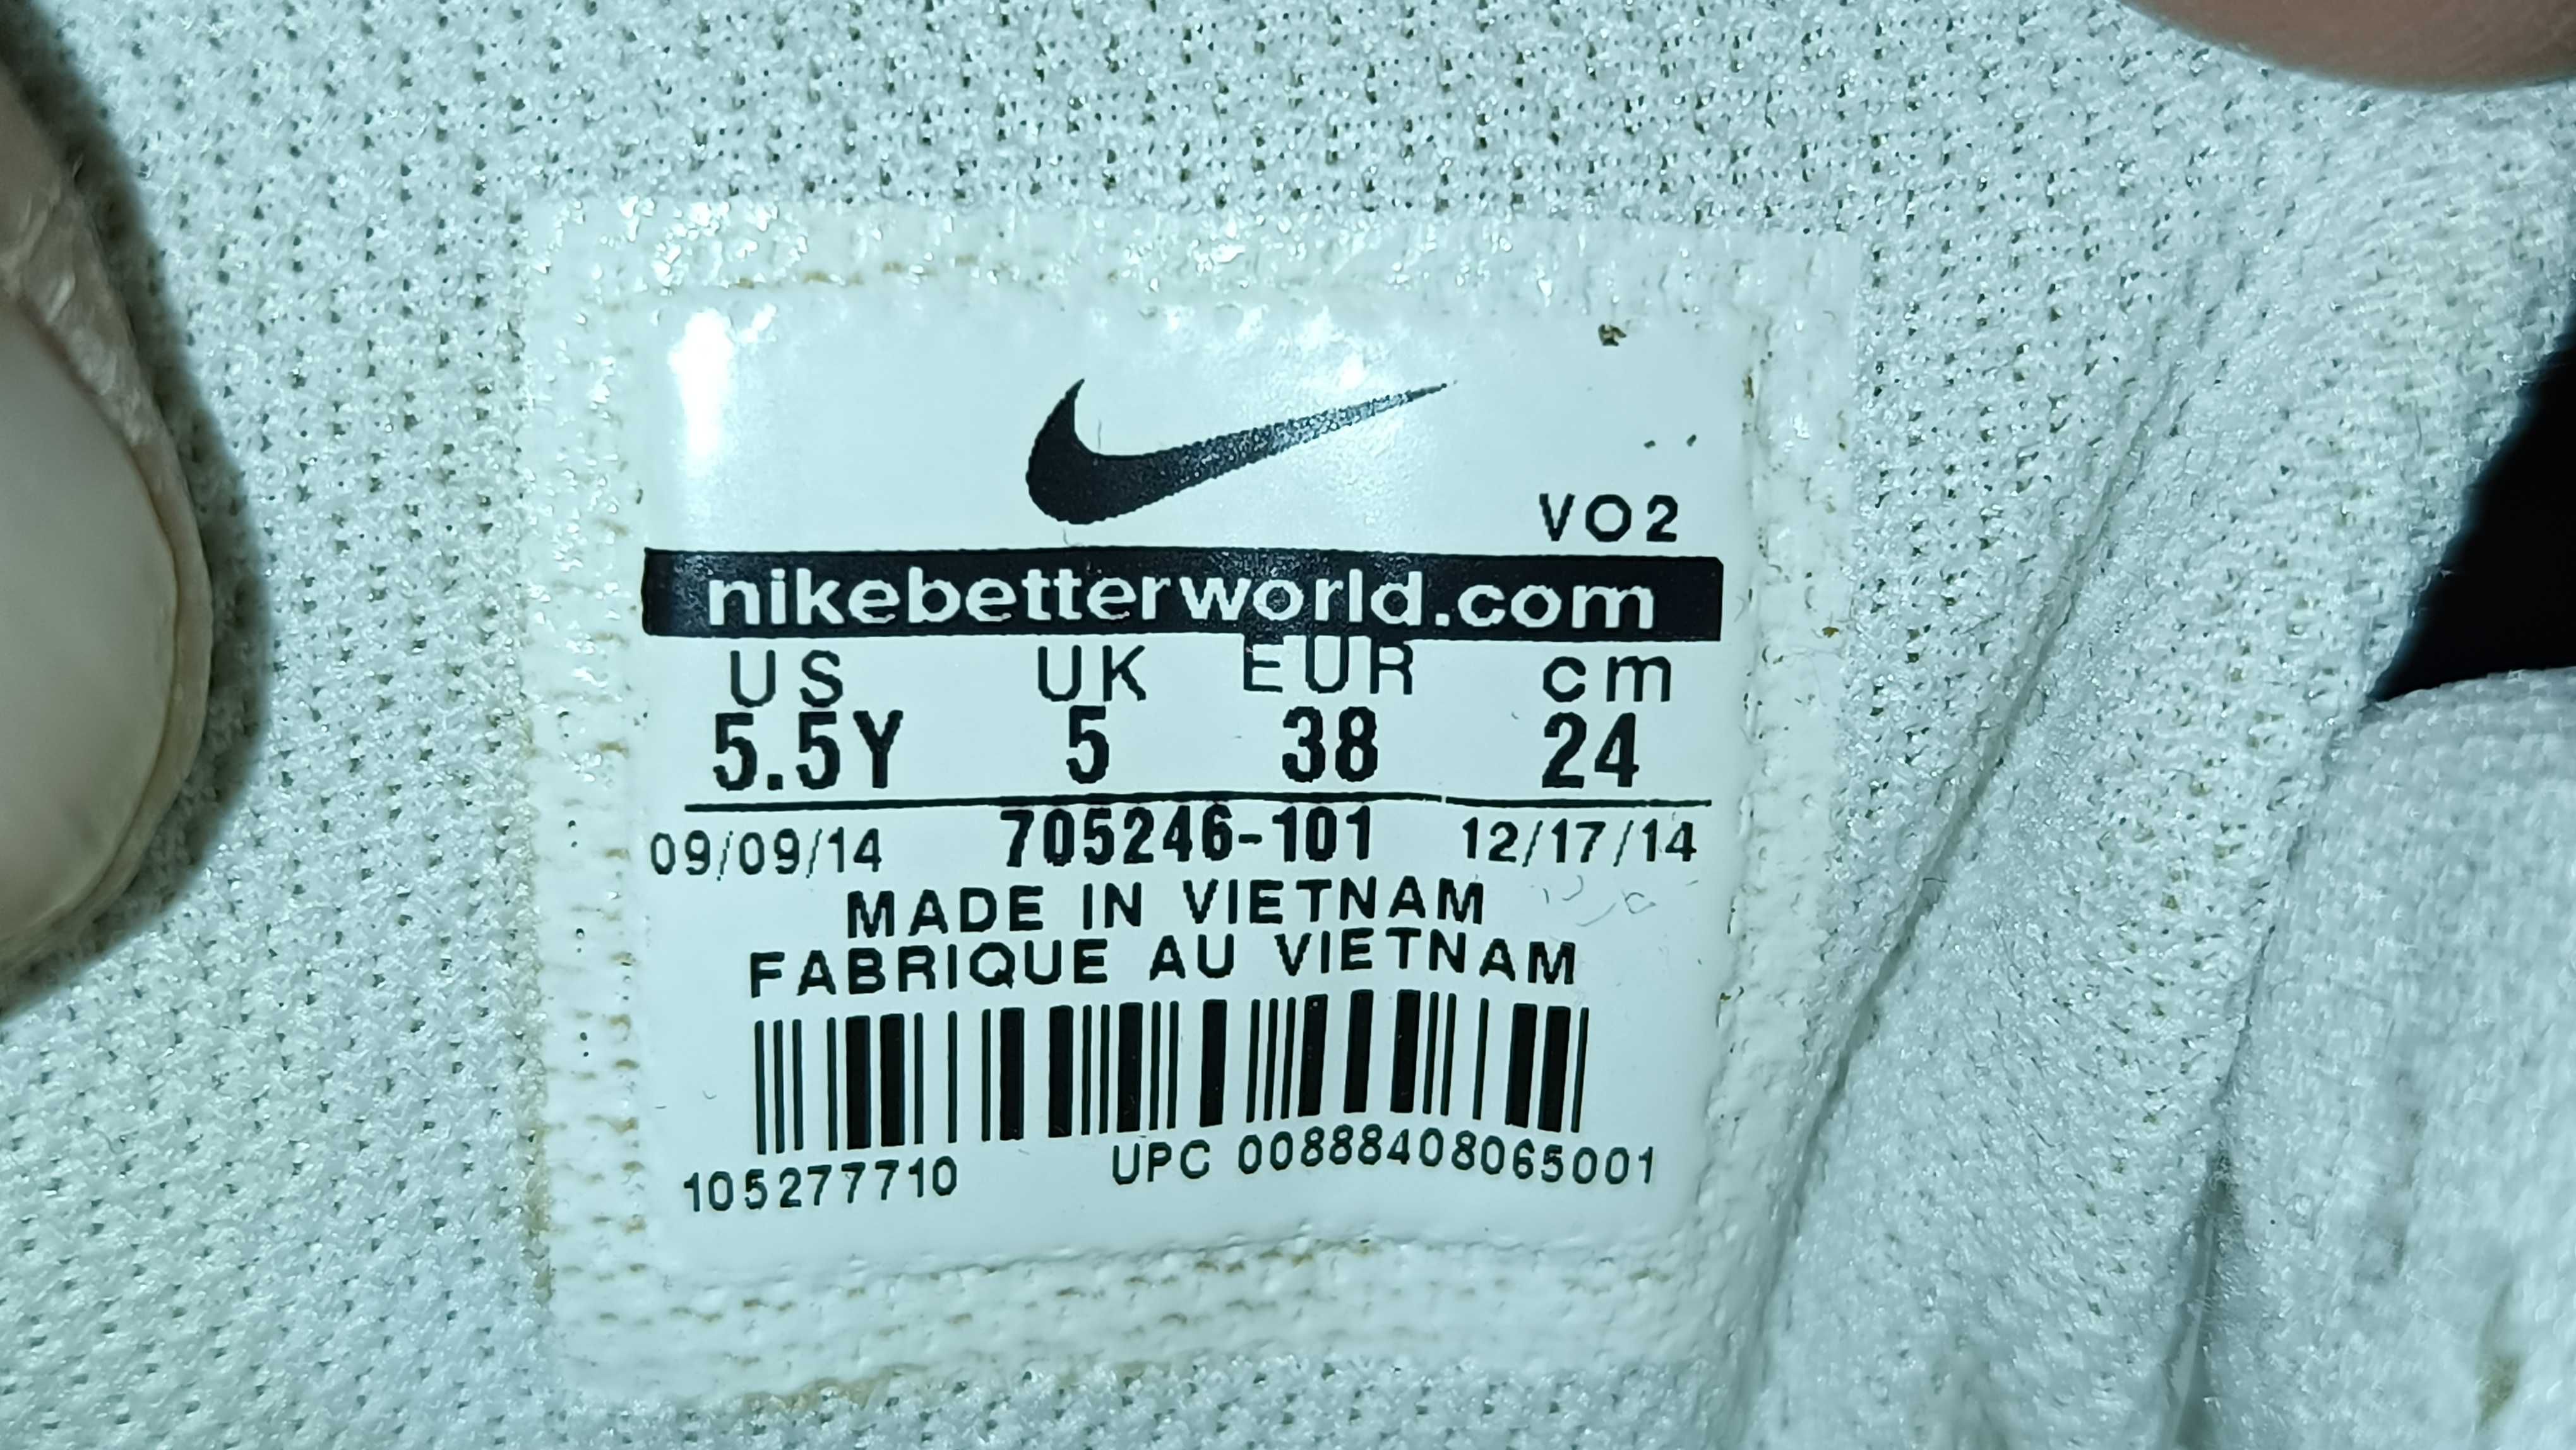 VO2
nikebetterworld.com
US UK EUR cm
5.5Y 5 38 24
09/09/14 705246-101 12/17/14
MADE IN VIETNAM
FABRIQUE AU VIETNAM
105277710 UPC 00888408065001